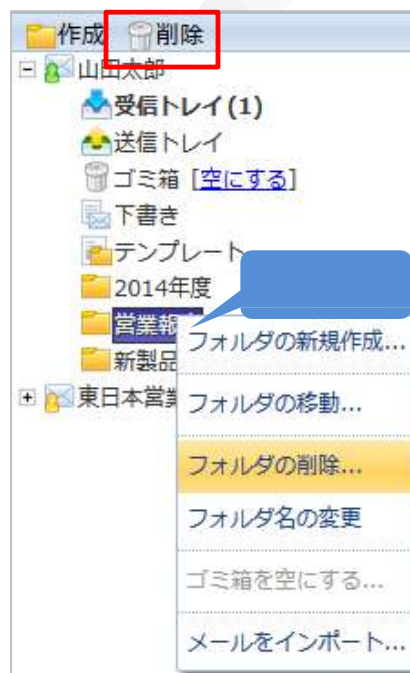 作成 削除
山田太郎
受信トレイ (1)
送信トレイ
ゴミ箱 [空にする]
下書き
テンプレート
2014年度
営業報
新製品
東日本営業
フォルダの新規作成...
フォルダの移動...
フォルダの削除...
フォルダ名の変更
ゴミ箱を空にする...
メールをインポート...